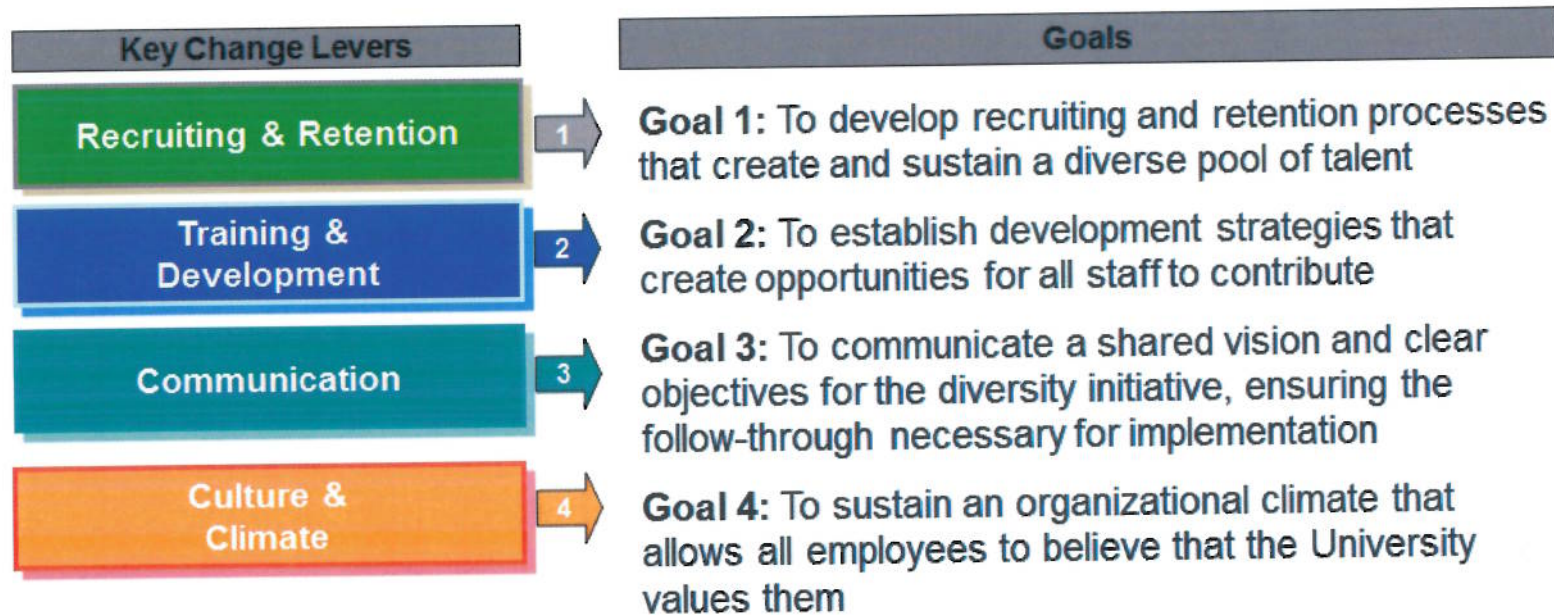 Key Change Levers
Goals
Recruiting & Retention
1
Goal 1: To develop recruiting and retention processes
that create and sustain a diverse pool of talent
Training &
Development
2
Goal 2: To establish development strategies that
create opportunities for all staff to contribute
Communication
3
Goal 3: To communicate a shared vision and clear
objectives for the diversity initiative, ensuring the
follow-through necessary for implementation
Culture &
Climate
4
Goal 4: To sustain an organizational climate that
allows all employees to believe that the University
values them